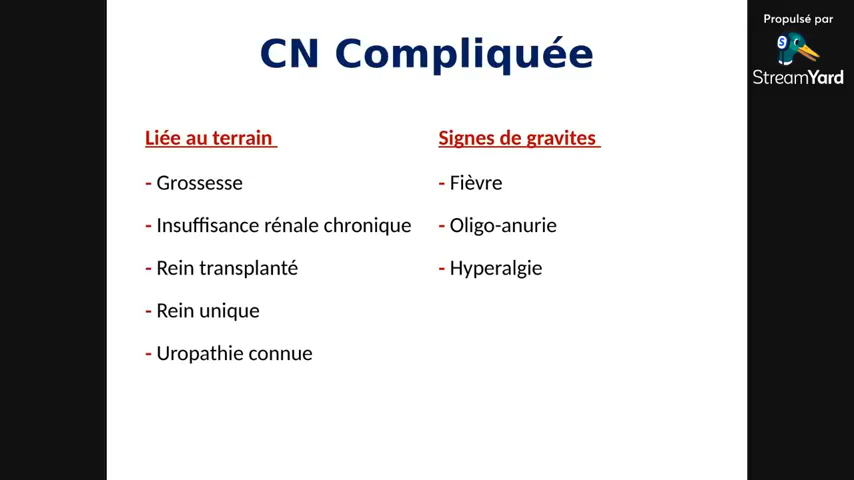 Propulsé par
StreamYard
CN Compliquée
Liée au terrain
- Grossesse
- Insuffisance rénale chronique
- Rein transplanté
- Rein unique
- Uropathie connue
Signes de gravites
- Fièvre
- Oligo-anurie
- Hyperalgie